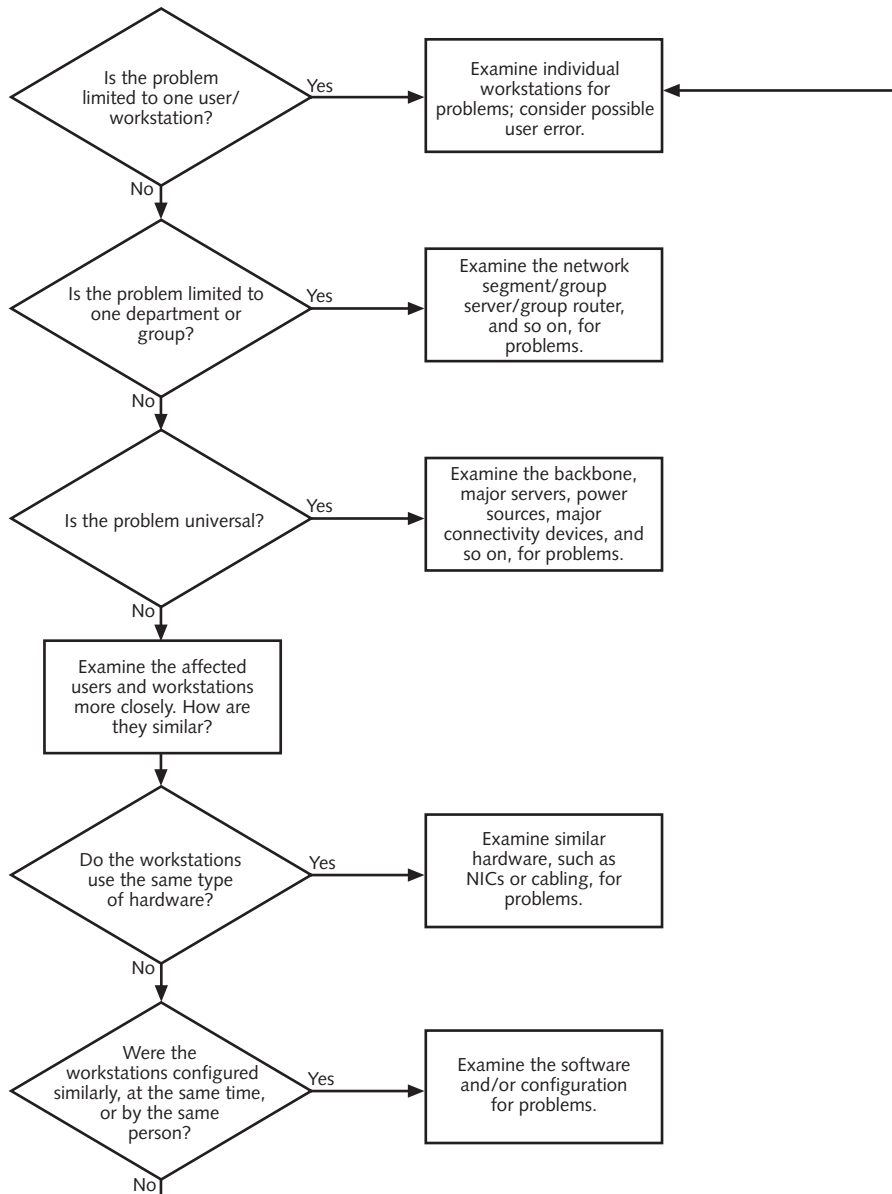 Is the problem
limited to one user/
workstation?
Yes
Examine individual
workstations for
problems; consider possible
user error.
No
Is the problem limited to
one department or
group?
Yes
Examine the network
segment/group
server/group router,
and so on, for
problems.
No
Is the problem universal?
Yes
Examine the backbone,
major servers, power
sources, major
connectivity devices, and
so on, for problems.
No
Examine the affected
users and workstations
more closely. How are
they similar?
Do the workstations
use the same type
of hardware?
Yes
Examine similar
hardware, such as
NICs or cabling, for
problems.
No
Were the
workstations configured
similarly, at the same time,
or by the same
person?
Yes
Examine the software
and/or configuration
for problems.
No